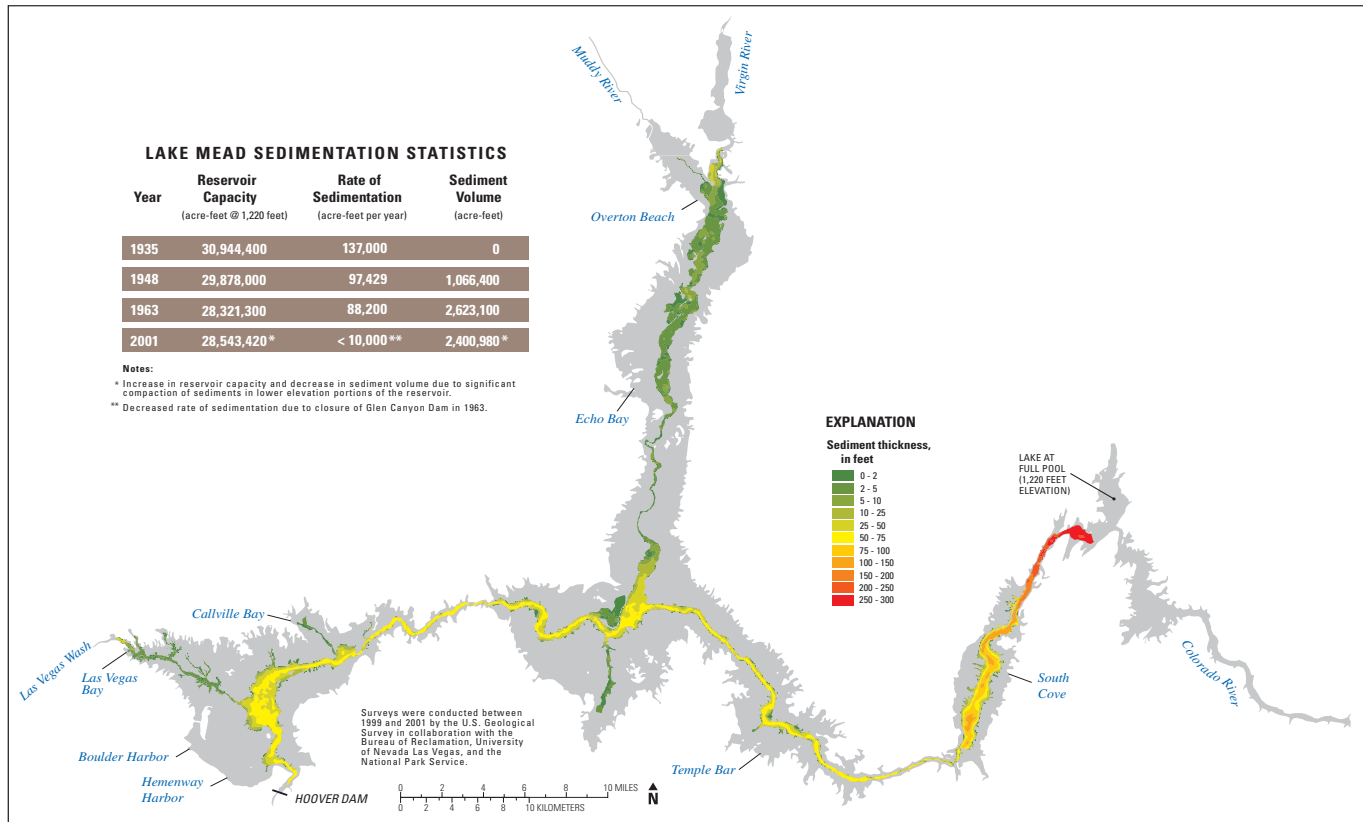 Muddy River
Virgin River
LAKE MEAD SEDIMENTATION STATISTICS
Year Reservoir Capacity (acre-feet @ 1,220 feet) Rate of Sedimentation (acre-feet per year) Sediment Volume (acre-feet)
1935 30,944,400 137,000 0
1948 29,878,000 97,429 1,066,400
1963 28,321,300 88,200 2,623,100
2001 28,543,420* < 10,000** 2,400,980*
Notes:
* Increase in reservoir capacity and decrease in sediment volume due to significant
compaction of sediments in lower elevation portions of the reservoir.
** Decreased rate of sedimentation due to closure of Glen Canyon Dam in 1963.
Overton Beach
Echo Bay
EXPLANATION
Sediment thickness,
in feet
0 - 2
2 - 5
5 - 10
10 - 25
25 - 50
50 - 75
75 - 100
100 - 150
150 - 200
200 - 250
250 - 300
LAKE AT
FULL POOL
(1,220 FEET
ELEVATION)
Callville Bay
Las Vegas Wash
Las Vegas
Bay
Boulder Harbor
Hemenway
Harbor
HOOVER DAM
Surveys were conducted between
1999 and 2001 by the U.S. Geological
Survey in collaboration with the
Bureau of Reclamation, University
of Nevada Las Vegas, and the
National Park Service.
0 2 4 6 8 10 MILES
0 2 4 6 8 10 KILOMETERS
N
Temple Bar
South
Cove
Colorado River